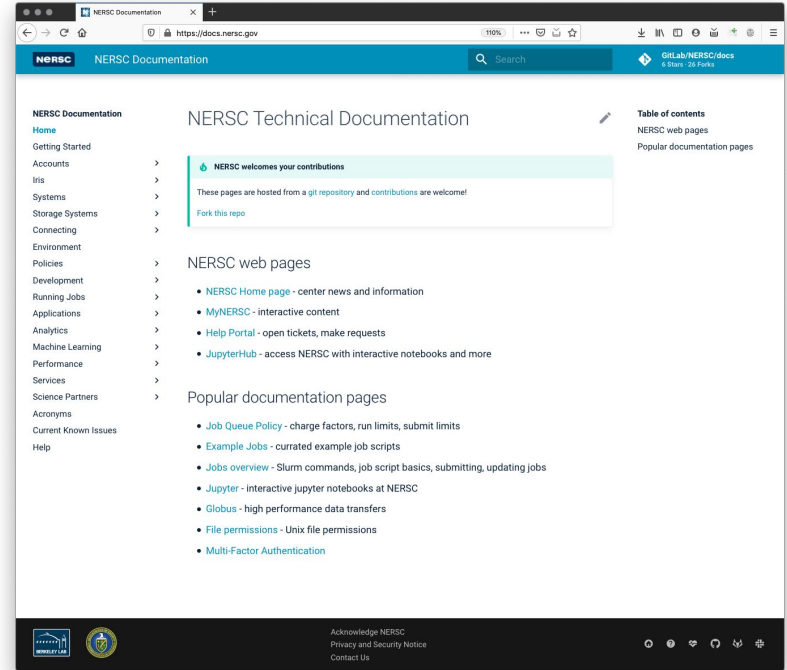 NERSC Documentation
https://docs.nersc.gov
110%
NERSC
NERSC Documentation
Search
GitLab/NERSC/docs
6 Stars · 26 Forks
NERSC Documentation
Home
Getting Started
Accounts
Iris
Systems
Storage Systems
Connecting
Environment
Policies
Development
Running Jobs
Applications
Analytics
Machine Learning
Performance
Services
Science Partners
Acronyms
Current Known Issues
Help
NERSC Technical Documentation
NERSC welcomes your contributions
These pages are hosted from a git repository and contributions are welcome!
Fork this repo
NERSC web pages
• NERSC Home page - center news and information
• MyNERSC - interactive content
• Help Portal - open tickets, make requests
• JupyterHub - access NERSC with interactive notebooks and more
Popular documentation pages
• Job Queue Policy - charge factors, run limits, submit limits
• Example Jobs - currated example job scripts
• Jobs overview - Slurm commands, job script basics, submitting, updating jobs
• Jupyter - interactive jupyter notebooks at NERSC
• Globus - high performance data transfers
• File permissions - Unix file permissions
• Multi-Factor Authentication
Table of contents
NERSC web pages
Popular documentation pages
BERKELEY LAB
Acknowledge NERSC
Privacy and Security Notice
Contact Us